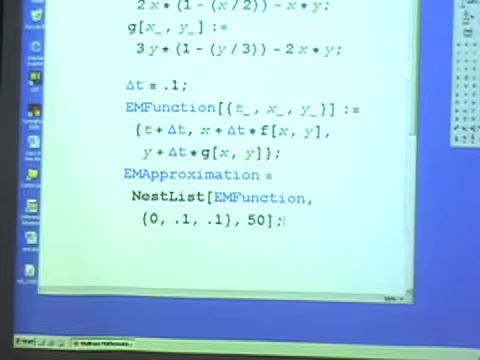 2 x * (1 - (x / 2)) - x * y;
g[x_, y_] :=
3 y * (1 - (y / 3)) - 2 x * y;
Δt = .1;
EMFunction[{t_, x_, y_}] :=
{t + Δt, x + Δt * f[x, y],
y + Δt * g[x, y]};
EMApproximation =
NestList[EMFunction,
{0, .1, .1}, 50];